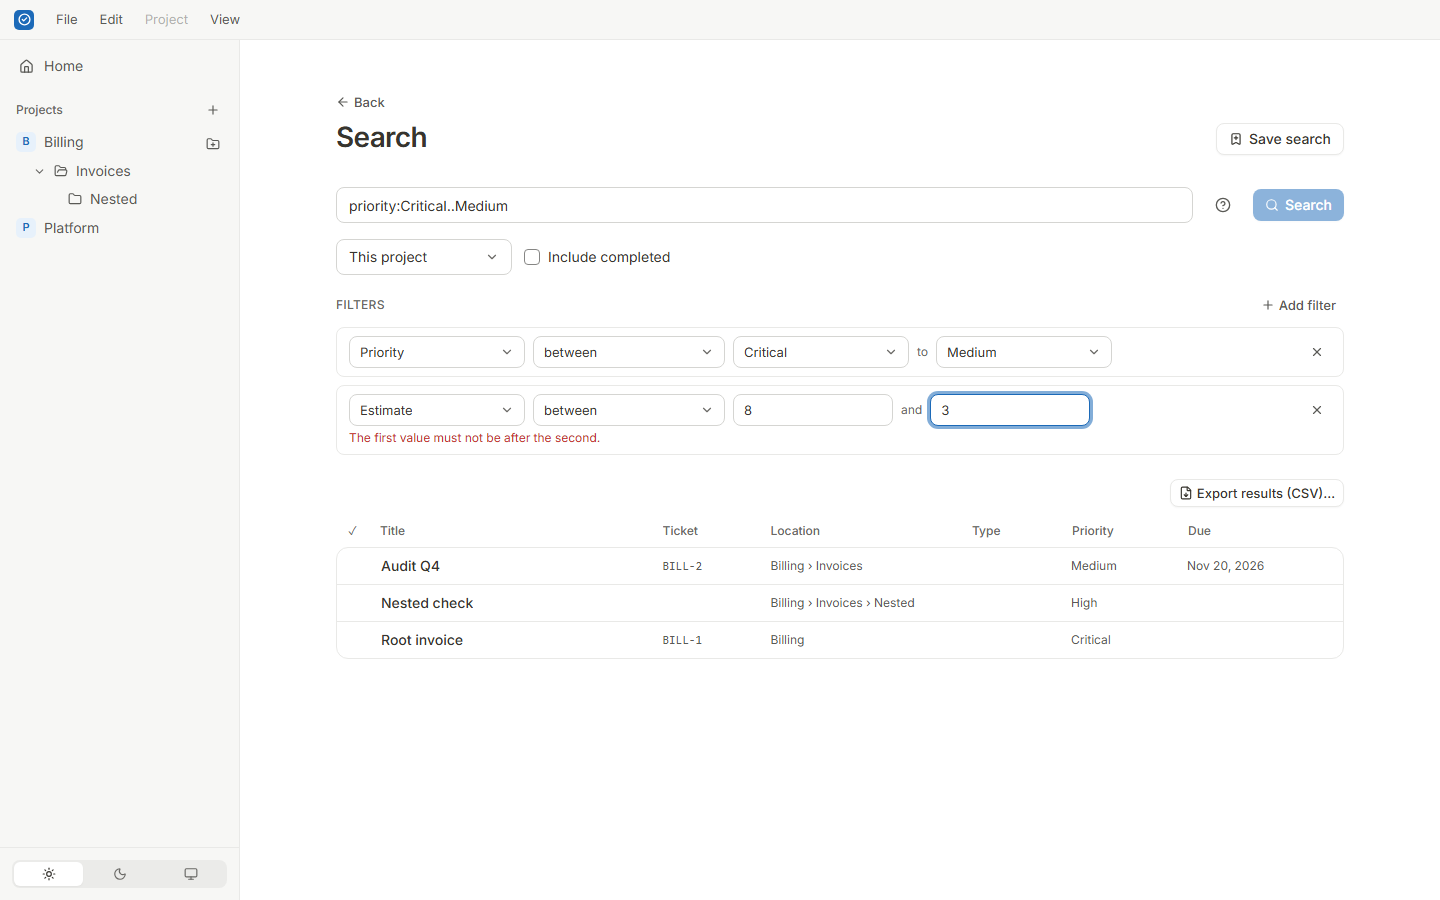 File Edit Project View
Home
Projects
B Billing
Invoices
Nested
P Platform
Back
Search
Save search
priority:Critical..Medium
Search
This project
Include completed
FILTERS
Add filter
Priority between Critical to Medium
Estimate between 8 and 3
The first value must not be after the second.
Export results (CSV)...
Title Ticket Location Type Priority Due
Audit Q4 BILL-2 Billing › Invoices Medium Nov 20, 2026
Nested check Billing › Invoices › Nested High
Root invoice BILL-1 Billing Critical